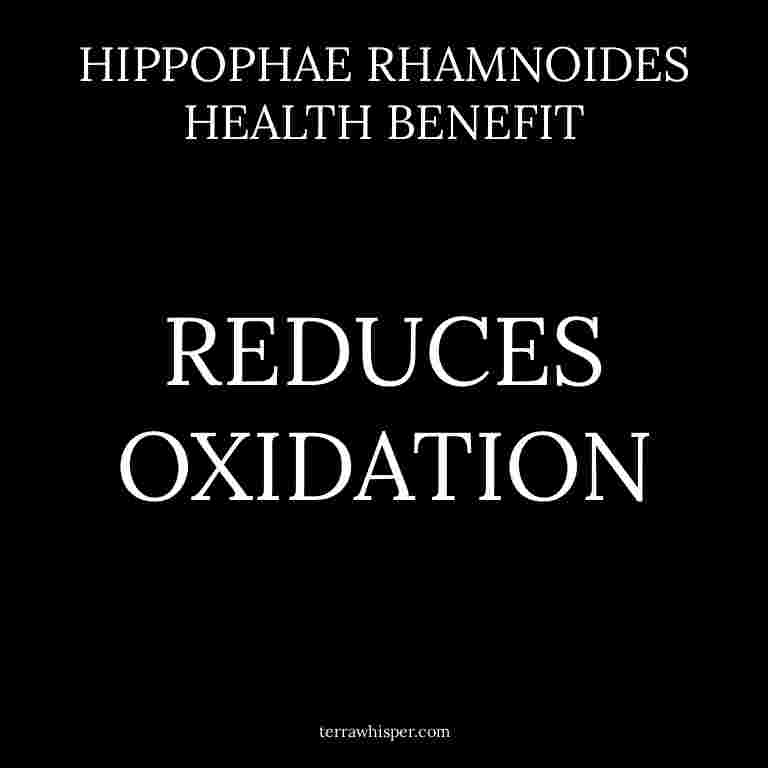 HIPPOPHAE RHAMNOIDES
HEALTH BENEFIT
REDUCES
OXIDATION
terrawhisper.com